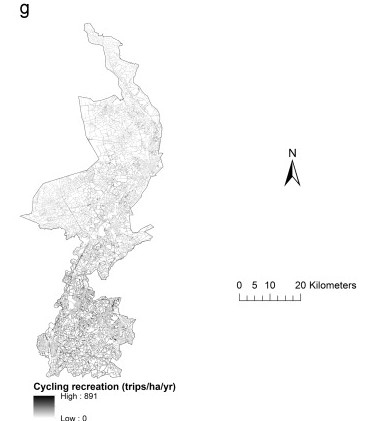 g
N
0 5 10 20 Kilometers
Cycling recreation (trips/ha/yr)
High : 891
Low : 0